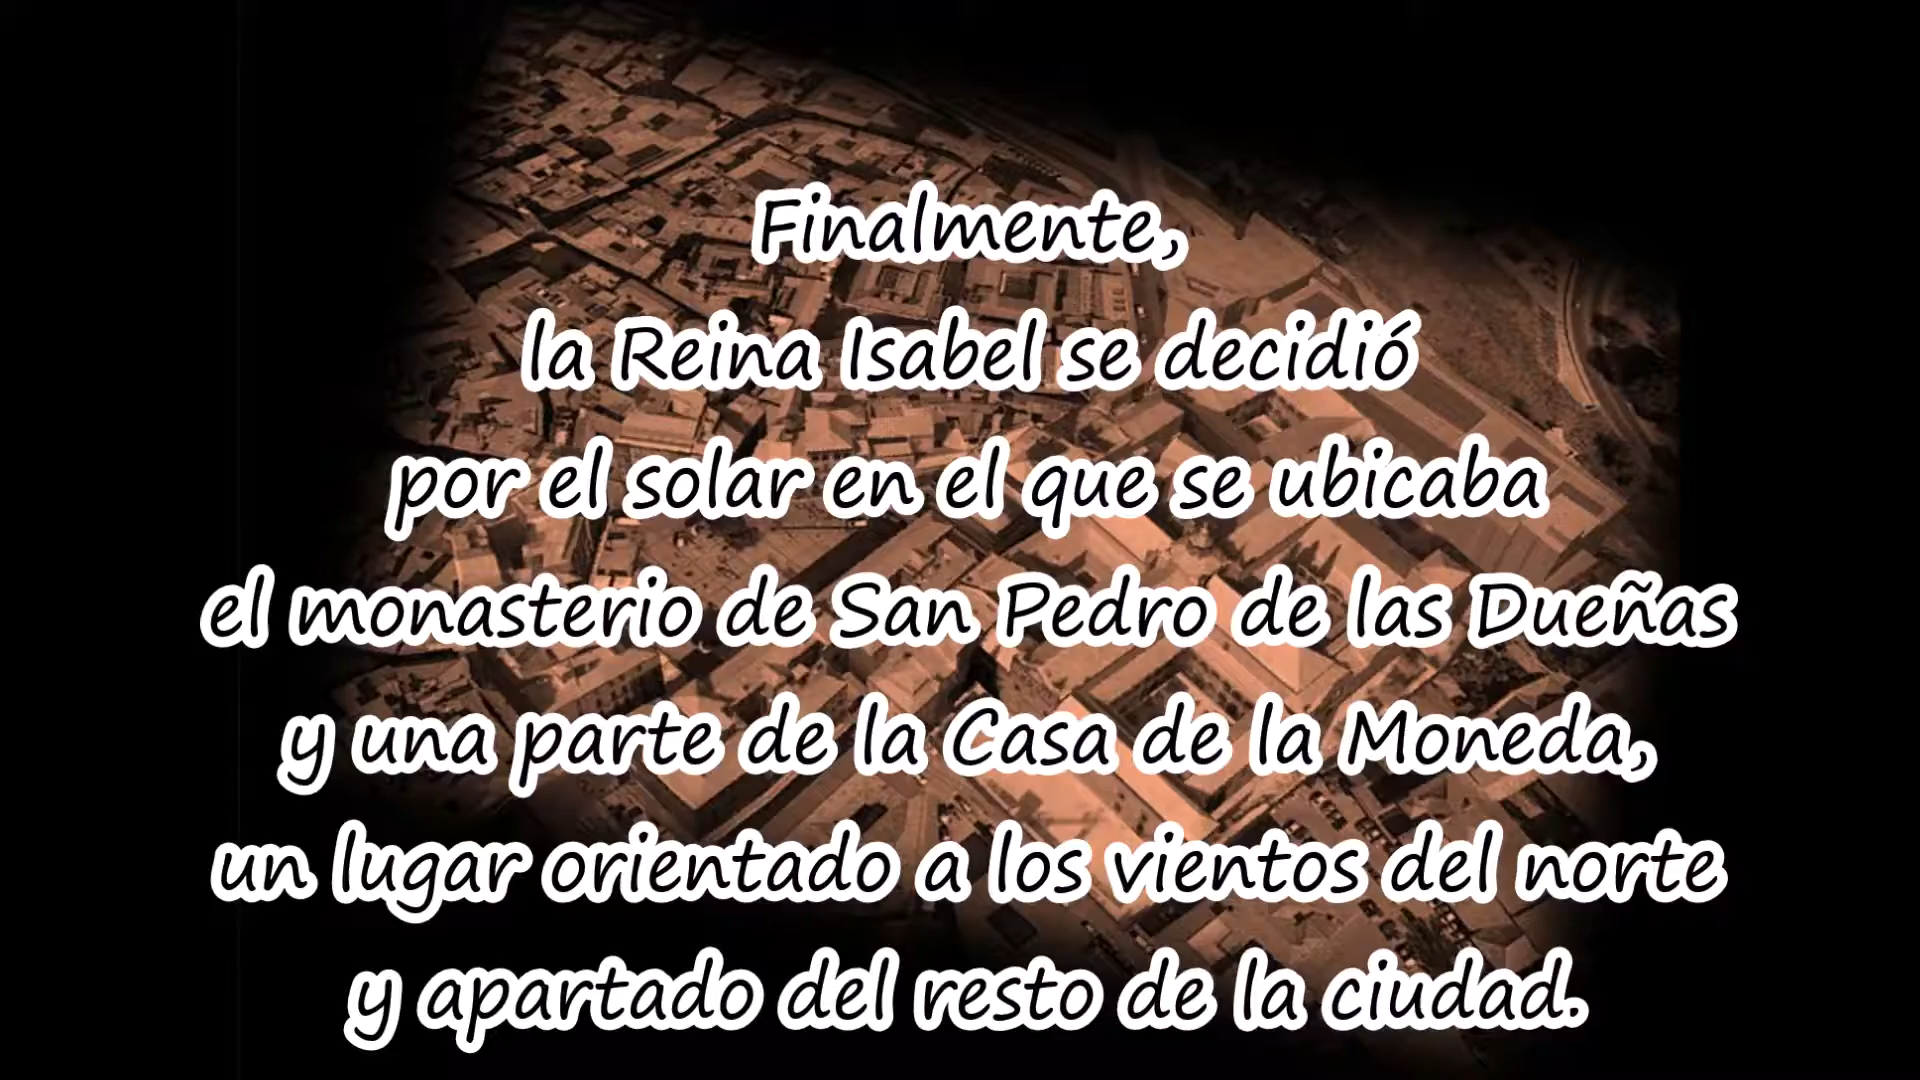 Finalmente,
la Reina Isabel se decidió
por el solar en el que se ubicaba
el monasterio de San Pedro de las Dueñas
y una parte de la Casa de la Moneda,
un lugar orientado a los vientos del norte
y apartado del resto de la ciudad.